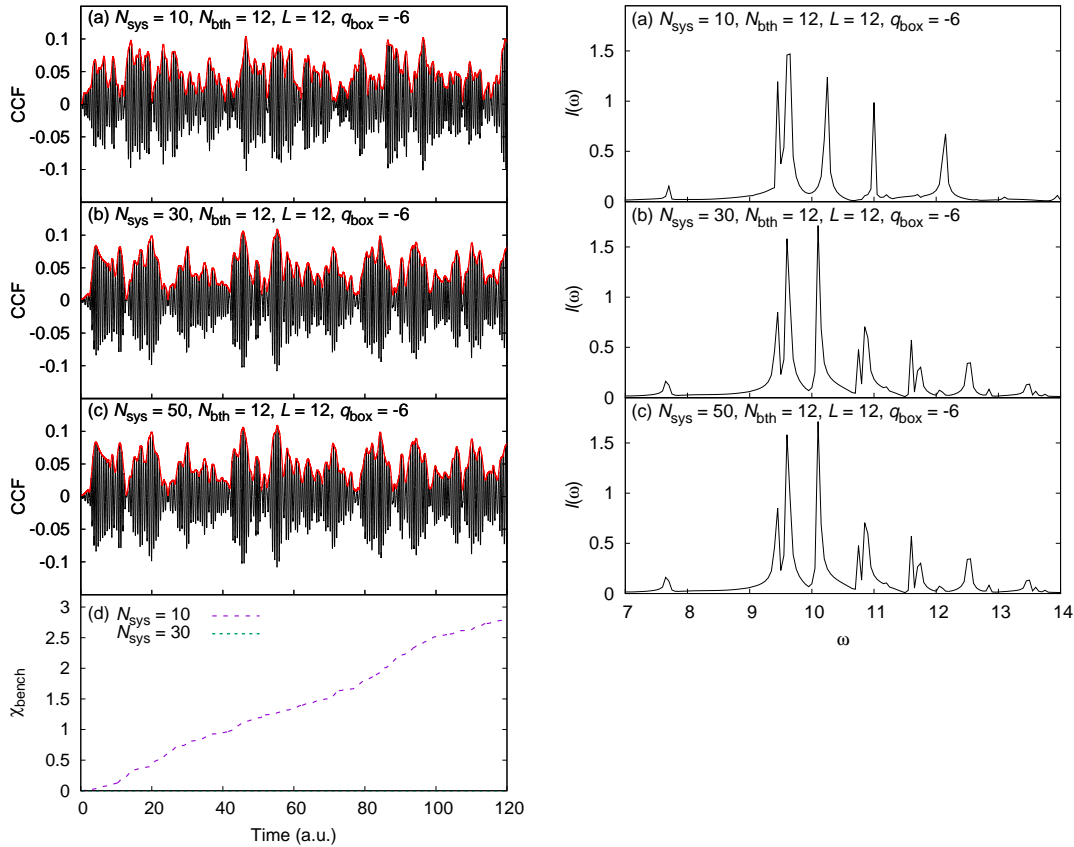 (a) Nsys = 10, Nbth = 12, L = 12, qbox = -6
0.1
0.05
0
-0.05
-0.1
CCF
(b) Nsys = 30, Nbth = 12, L = 12, qbox = -6
0.1
0.05
0
-0.05
-0.1
CCF
(c) Nsys = 50, Nbth = 12, L = 12, qbox = -6
0.1
0.05
0
-0.05
-0.1
CCF
(d) Nsys = 10
Nsys = 30
3
2.5
2
1.5
1
0.5
0
χbench
0 20 40 60 80 100 120
Time (a.u.)
(a) Nsys = 10, Nbth = 12, L = 12, qbox = -6
1.5
1
0.5
0
I(ω)
(b) Nsys = 30, Nbth = 12, L = 12, qbox = -6
1.5
1
0.5
0
I(ω)
(c) Nsys = 50, Nbth = 12, L = 12, qbox = -6
1.5
1
0.5
0
I(ω)
7 8 9 10 11 12 13 14
ω